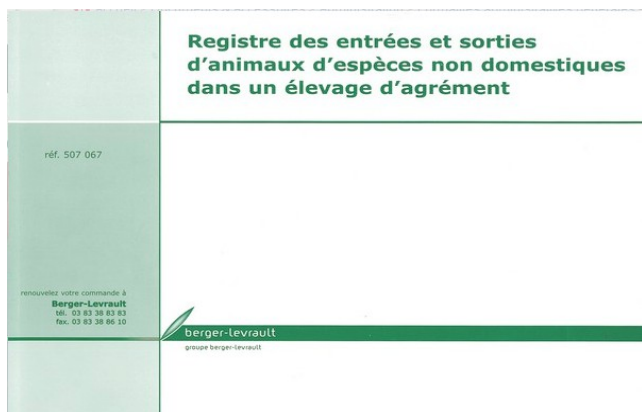 Registre des entrées et sorties
d'animaux d'espèces non domestiques
dans un élevage d'agrément
réf. 507 067
renouvelez votre commande à
Berger-Levrault
tél. 03 83 38 83 83
fax. 03 83 38 86 10
berger-levrault
groupe berger-levrault